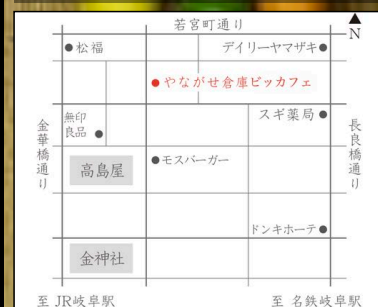 若宮町通り
N
松福
デイリーヤマザキ
やながせ倉庫ビッカフェ
無印
良品
スギ薬局
金華橋通り
長良橋通り
高島屋
モスバーガー
ドンキホーテ
金神社
至 JR岐阜駅
至 名鉄岐阜駅